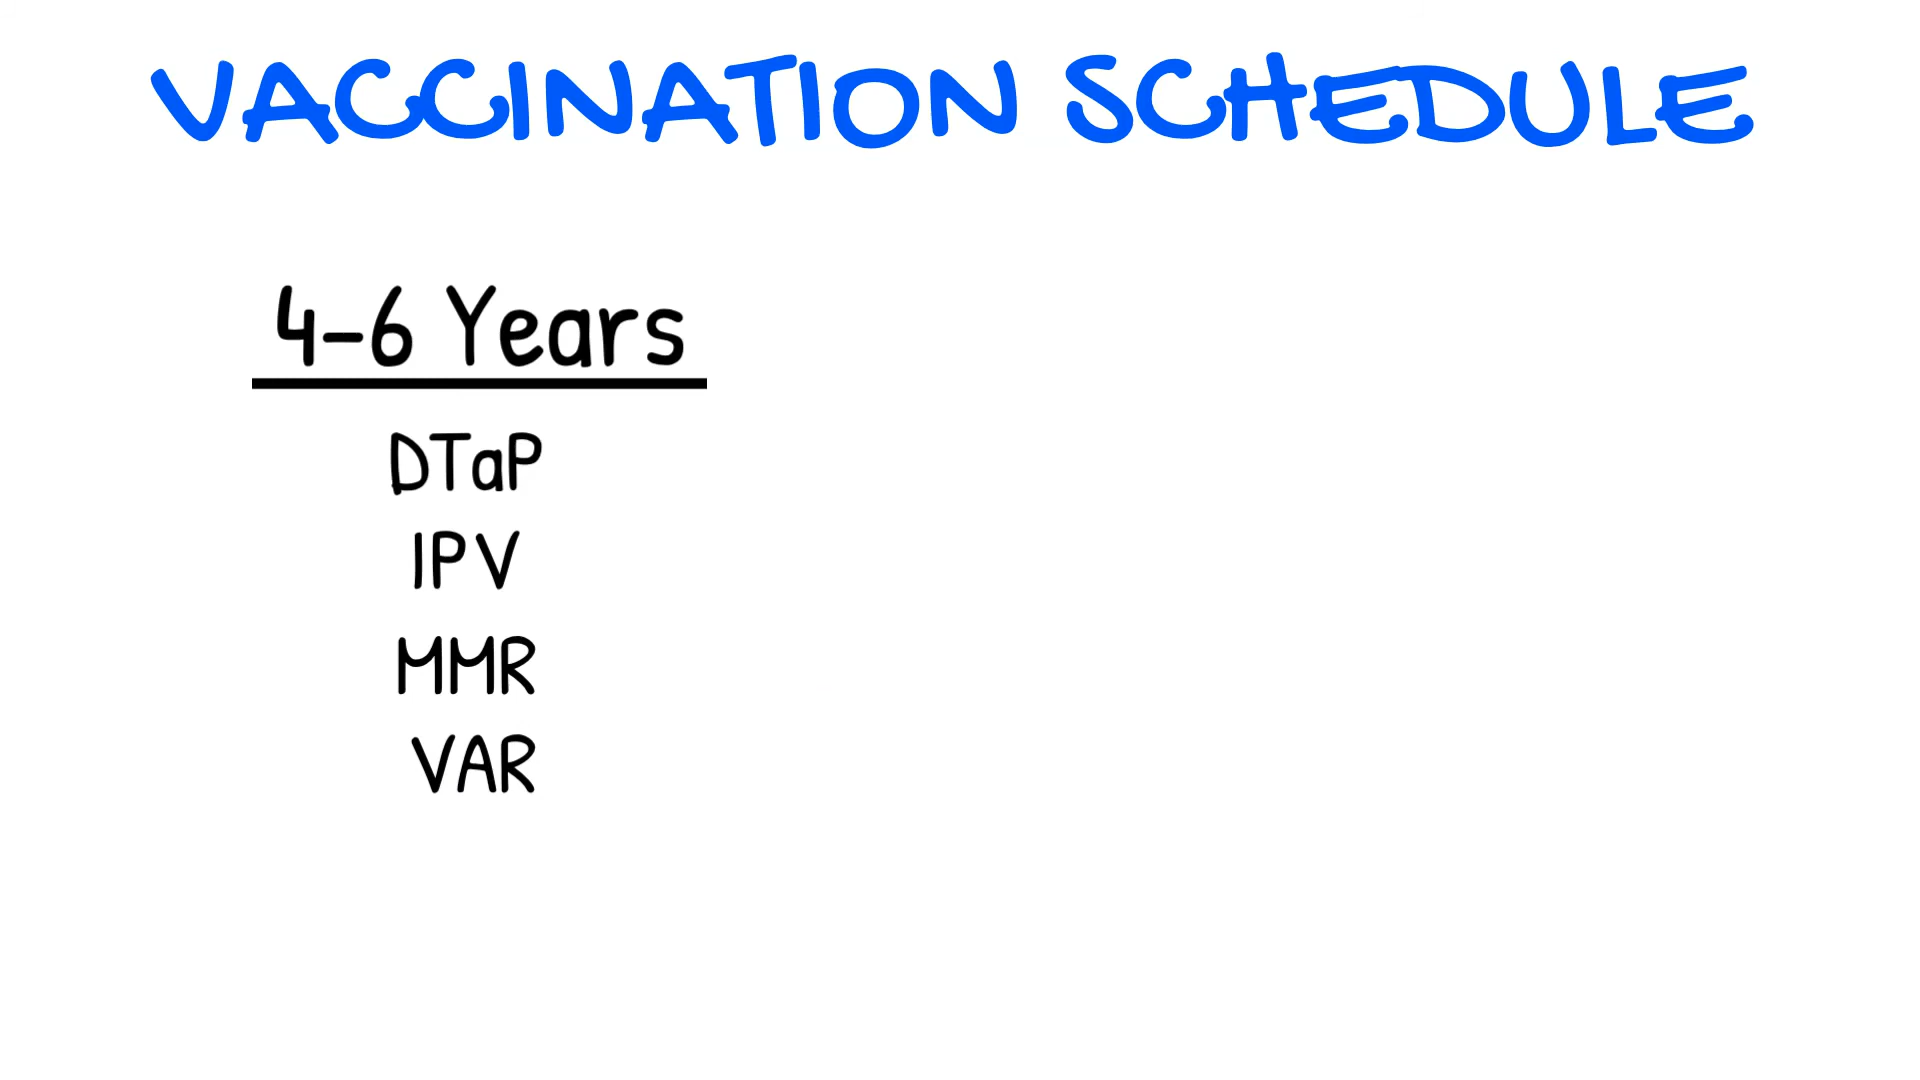 VACCINATION SCHEDULE
4-6 Years
DTaP
IPV
MMR
VAR